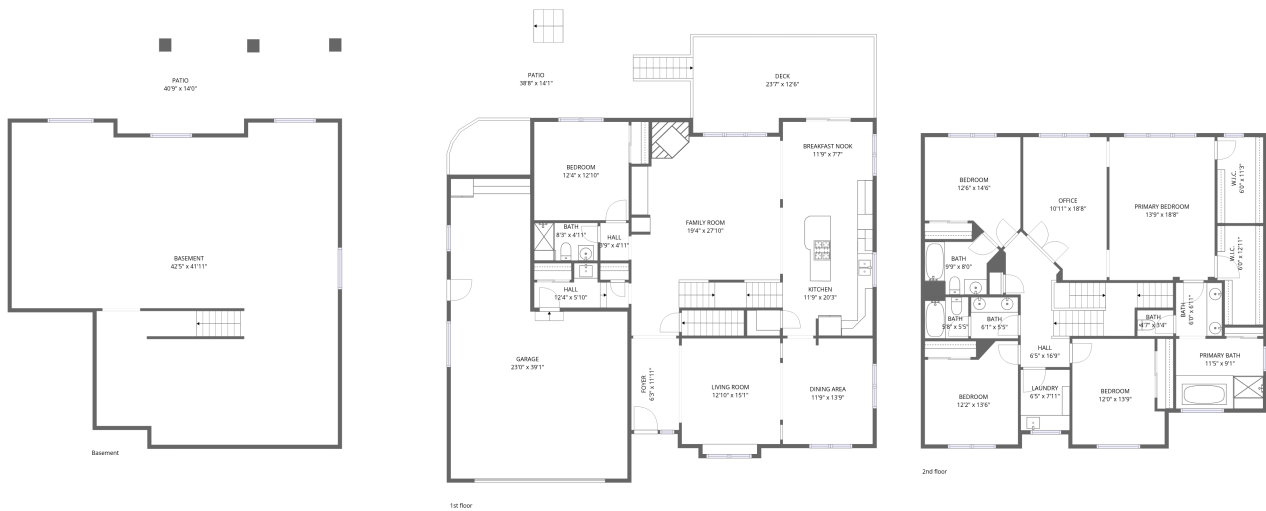 PATIO
40'9" x 14'0"
BASEMENT
42'5" x 41'11"
Basement
PATIO
38'8" x 14'1"
DECK
23'7" x 12'6"
BREAKFAST NOOK
11'9" x 7'7"
BEDROOM
12'4" x 12'10"
FAMILY ROOM
19'4" x 27'10"
BATH
8'3" x 4'11"
HALL
3'9" x 4'11"
HALL
12'4" x 5'10"
KITCHEN
11'9" x 20'3"
GARAGE
23'0" x 39'1"
FOYER
6'3" x 11'11"
LIVING ROOM
12'10" x 15'1"
DINING AREA
11'9" x 13'9"
1st floor
BEDROOM
12'6" x 14'6"
OFFICE
10'11" x 18'8"
PRIMARY BEDROOM
13'9" x 18'8"
W.I.C.
6'0" x 11'3"
W.I.C.
6'0" x 12'11"
BATH
9'9" x 8'0"
BATH
5'8" x 5'5"
BATH
6'1" x 5'5"
BATH
6'0" x 6'11"
BATH
4'7" x 3'4"
HALL
6'5" x 16'9"
PRIMARY BATH
11'5" x 9'1"
LAUNDRY
6'5" x 7'11"
BEDROOM
12'2" x 13'6"
BEDROOM
12'0" x 13'9"
2nd floor